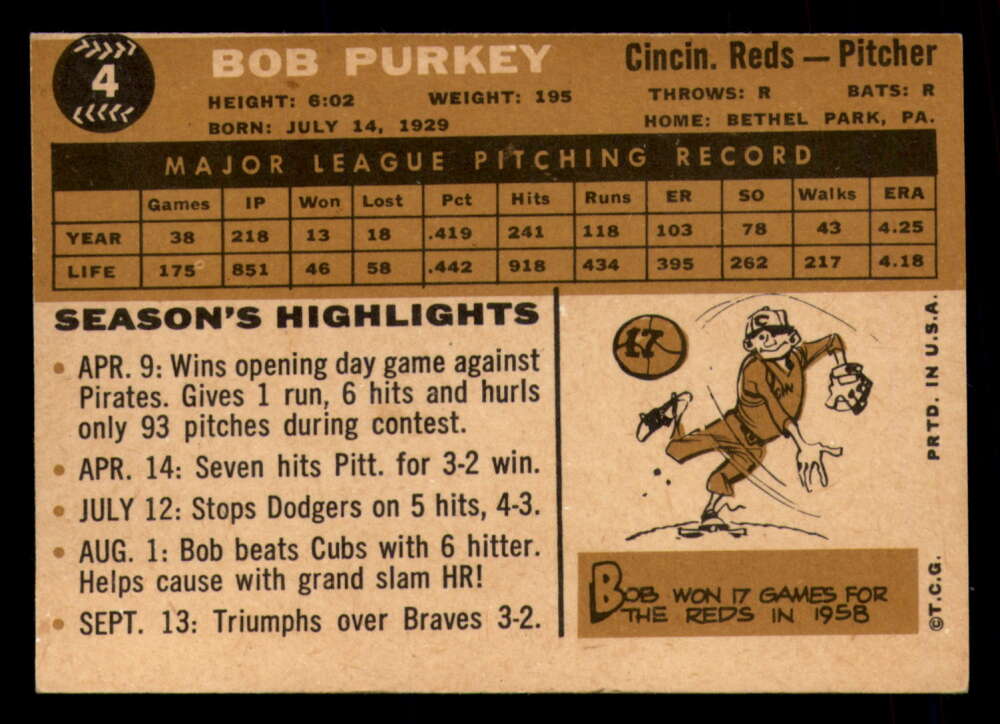 4
BOB PURKEY
Cincin. Reds — Pitcher
HEIGHT: 6:02 WEIGHT: 195 THROWS: R BATS: R
BORN: JULY 14, 1929 HOME: BETHEL PARK, PA.
MAJOR LEAGUE PITCHING RECORD
Games IP Won Lost Pct Hits Runs ER SO Walks ERA
YEAR 38 218 13 18 .419 241 118 103 78 43 4.25
LIFE 175 851 46 58 .442 918 434 395 262 217 4.18
SEASON'S HIGHLIGHTS
• APR. 9: Wins opening day game against
Pirates. Gives 1 run, 6 hits and hurls
only 93 pitches during contest.
• APR. 14: Seven hits Pitt. for 3-2 win.
• JULY 12: Stops Dodgers on 5 hits, 4-3.
• AUG. 1: Bob beats Cubs with 6 hitter.
Helps cause with grand slam HR!
• SEPT. 13: Triumphs over Braves 3-2.
17
C
CIN
BOB WON 17 GAMES FOR
THE REDS IN 1958
©T.C.G. PRTD. IN U.S.A.